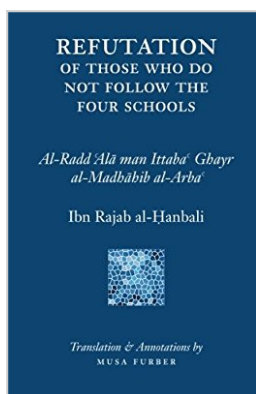 REFUTATION
OF THOSE WHO DO
NOT FOLLOW THE
FOUR SCHOOLS
Al-Radd ʿAlā man Ittabaʿ Ghayr
al-Madhāhib al-Arbaʿ
Ibn Rajab al-Ḥanbali
Translation & Annotations by
MUSA FURBER